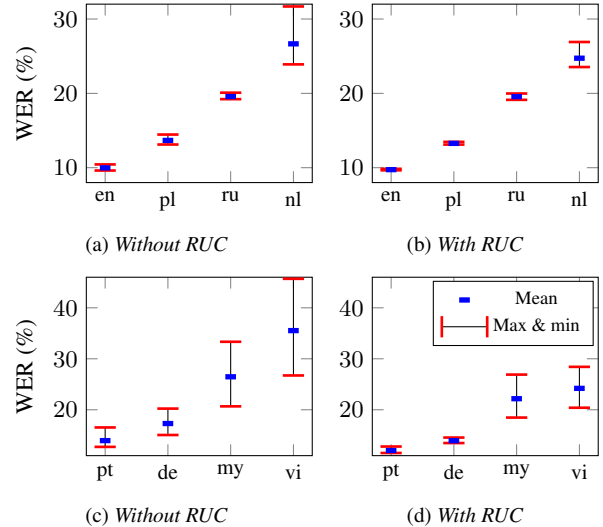 30
20
10
WER (%)
en pl ru nl
(a) Without RUC
30
20
10
en pl ru nl
(b) With RUC
40
30
20
WER (%)
pt de my vi
(c) Without RUC
40
30
20
Mean
Max & min
pt de my vi
(d) With RUC